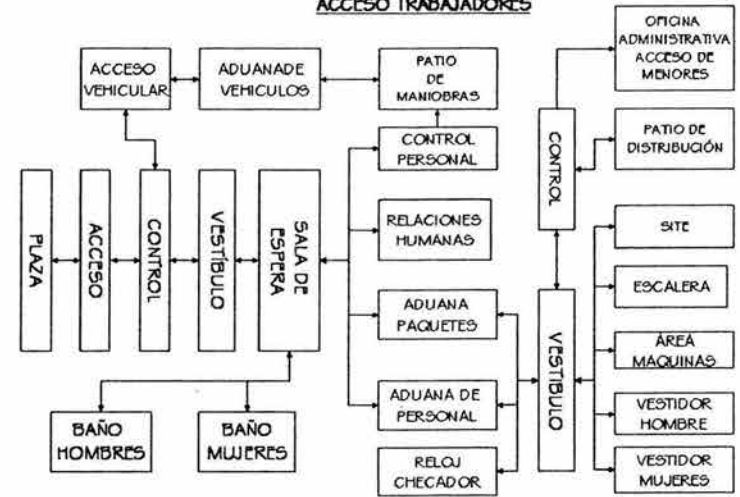 ACCESO TRABAJADORES
OFICINA
ADMINISTRATIVA
ACCESO DE
MENORES
ACCESO
VEHICULAR
ADUANADE
VEHICULOS
PATIO
DE
MANIOBRAS
CONTROL
PERSONAL
CONTROL
PATIO DE
DISTRIBUCIÓN
PLAZA
ACCESO
CONTROL
VESTÍBULO
SALA DE
ESPERA
RELACIONES
HUMANAS
SITE
ESCALERA
ADUANA
PAQUETES
VESTIBULO
ÁREA
MAQUINAS
ADUANA DE
PERSONAL
VESTIDOR
HOMBRE
BAÑO
HOMBRES
BAÑO
MUJERES
RELOJ
CHECADOR
VESTIDOR
MUJERES